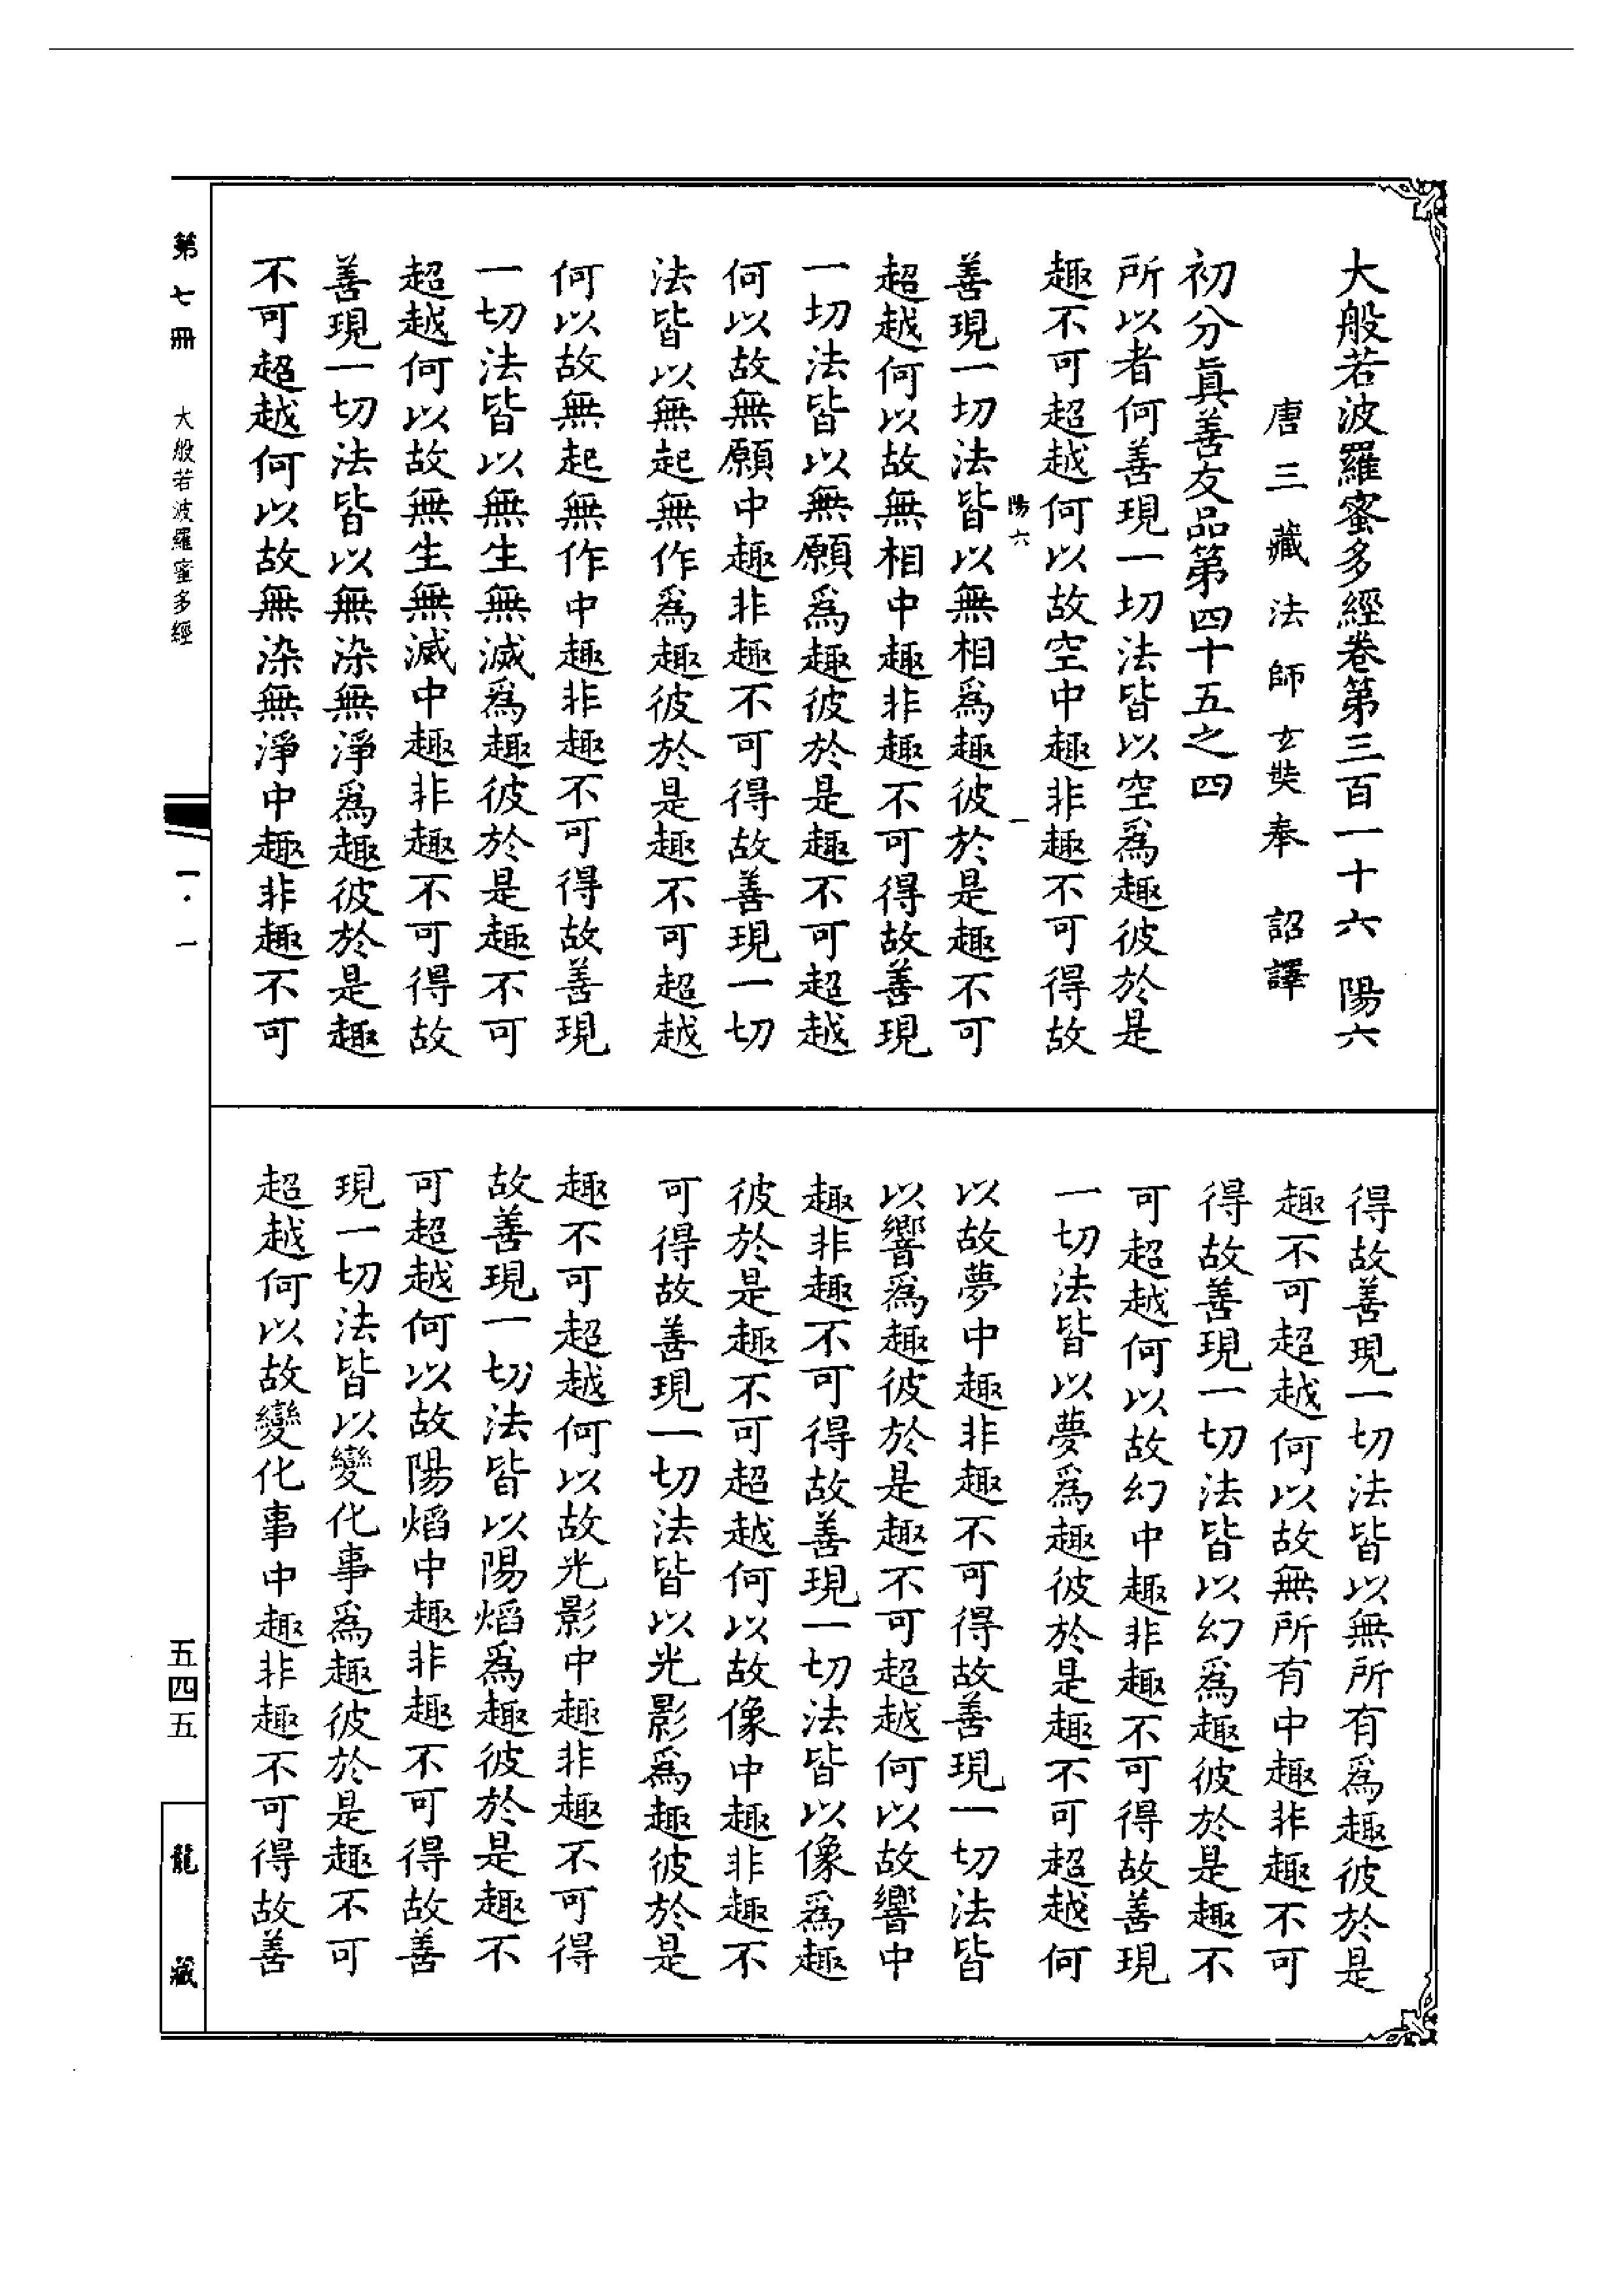 大般若波羅蜜多經卷第三百一十六　陽六
唐三藏法師玄奘奉　詔譯
初分眞善友品第四十五之四
所以者何善現一切法皆以空爲趣彼於是
趣不可超越何以故空中趣非趣不可得故
陽六　一
善現一切法皆以無相爲趣彼於是趣不可
超越何以故無相中趣非趣不可得故善現
一切法皆以無願爲趣彼於是趣不可超越
何以故無願中趣非趣不可得故善現一切
法皆以無起無作爲趣彼於是趣不可超越
何以故無起無作中趣非趣不可得故善現
一切法皆以無生無滅爲趣彼於是趣不可
超越何以故無生無滅中趣非趣不可得故
善現一切法皆以無染無淨爲趣彼於是趣
不可超越何以故無染無淨中趣非趣不可
得故善現一切法皆以無所有爲趣彼於是
趣不可超越何以故無所有中趣非趣不可
得故善現一切法皆以幻爲趣彼於是趣不
可超越何以故幻中趣非趣不可得故善現
一切法皆以夢爲趣彼於是趣不可超越何
以故夢中趣非趣不可得故善現一切法皆
以響爲趣彼於是趣不可超越何以故響中
趣非趣不可得故善現一切法皆以像爲趣
彼於是趣不可超越何以故像中趣非趣不
可得故善現一切法皆以光影爲趣彼於是
趣不可超越何以故光影中趣非趣不可得
故善現一切法皆以陽熖爲趣彼於是趣不
可超越何以故陽熖中趣非趣不可得故善
現一切法皆以變化事爲趣彼於是趣不可
超越何以故變化事中趣非趣不可得故善
第七冊　大般若波羅蜜多經　一·一　五四五　龍藏